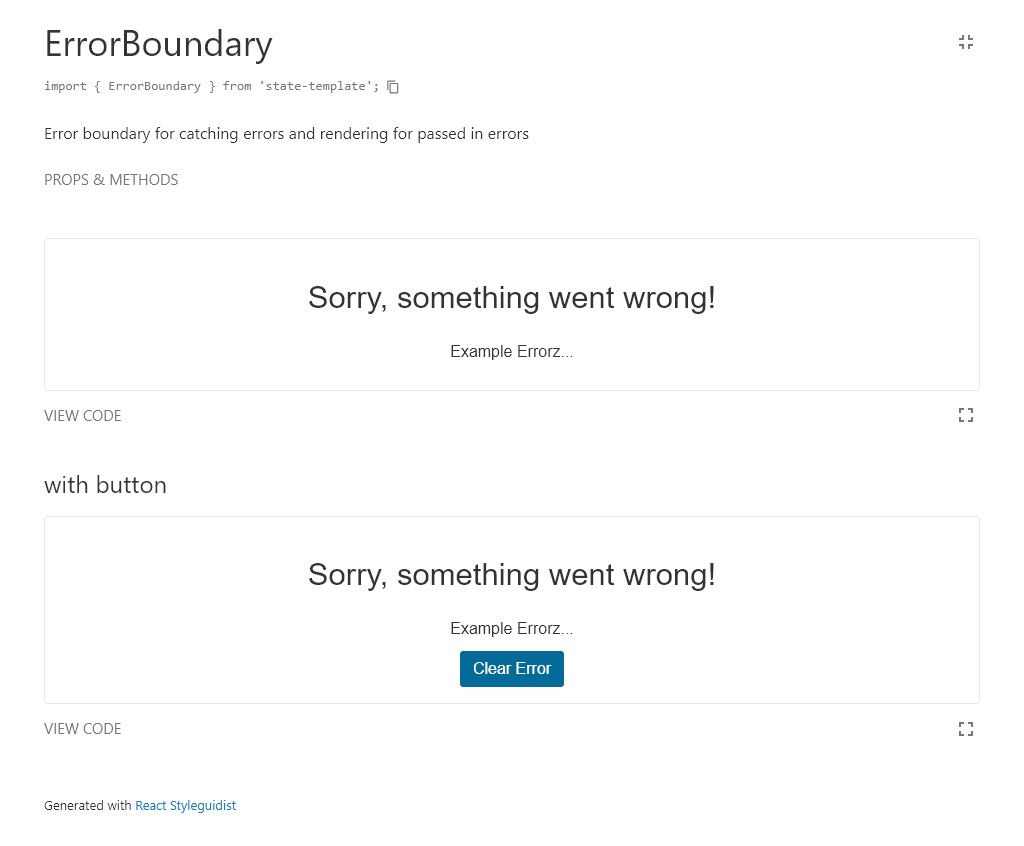 ErrorBoundary
import { ErrorBoundary } from 'state-template';
Error boundary for catching errors and rendering for passed in errors
PROPS & METHODS
Sorry, something went wrong!
Example Errorz...
VIEW CODE
with button
Sorry, something went wrong!
Example Errorz...
Clear Error
VIEW CODE
Generated with React Styleguidist